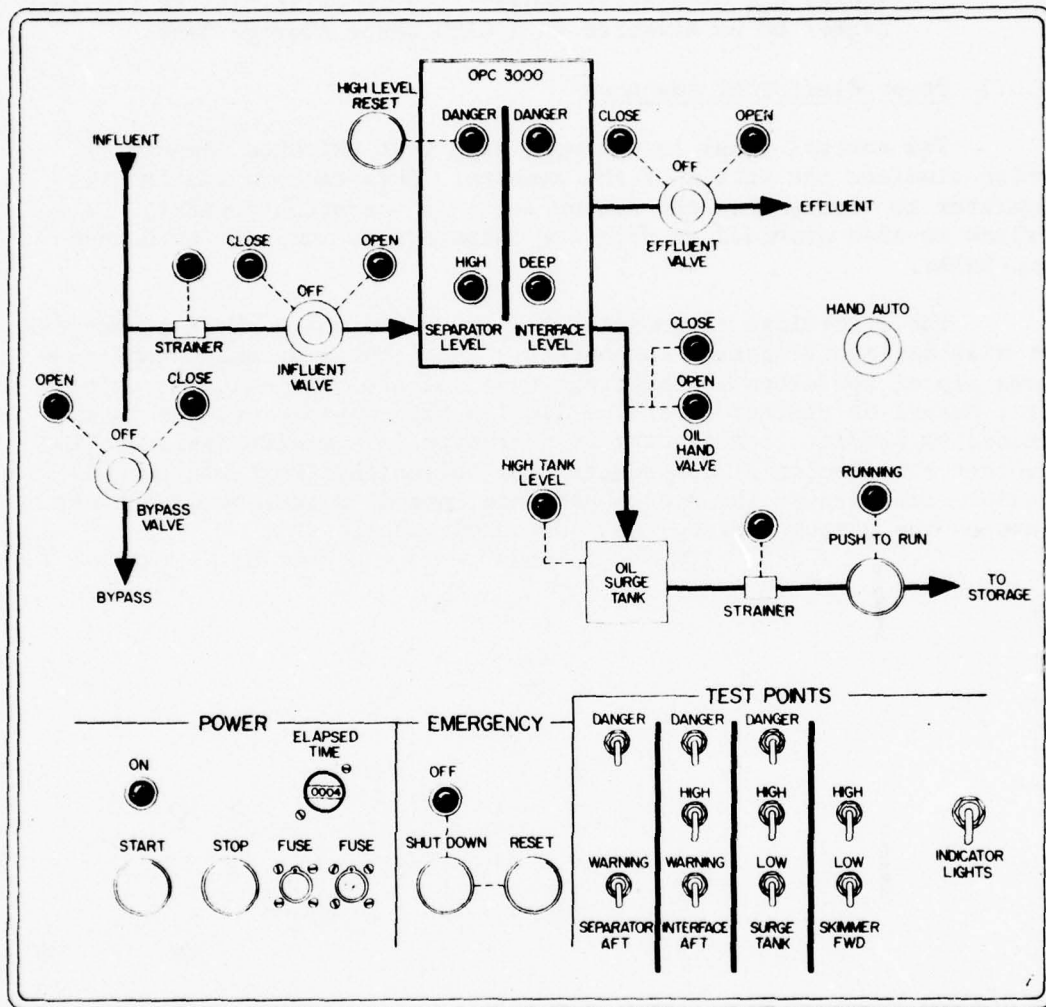 OPC 3000
HIGH LEVEL
RESET
DANGER
DANGER
CLOSE
OPEN
OFF
INFLUENT
EFFLUENT
EFFLUENT
VALVE
CLOSE
OPEN
OFF
HIGH
DEEP
STRAINER
INFLUENT
VALVE
SEPARATOR
LEVEL
INTERFACE
LEVEL
HAND AUTO
CLOSE
OPEN
OIL
HAND
VALVE
OPEN
CLOSE
OFF
BYPASS
VALVE
BYPASS
HIGH TANK
LEVEL
RUNNING
PUSH TO RUN
OIL
SURGE
TANK
STRAINER
TO
STORAGE
POWER
ELAPSED
TIME
0004
ON
START
STOP
FUSE
FUSE
EMERGENCY
OFF
SHUT DOWN
RESET
TEST POINTS
DANGER
DANGER
DANGER
HIGH
HIGH
HIGH
WARNING
WARNING
LOW
LOW
SEPARATOR
AFT
INTERFACE
AFT
SURGE
TANK
SKIMMER
FWD
INDICATOR
LIGHTS